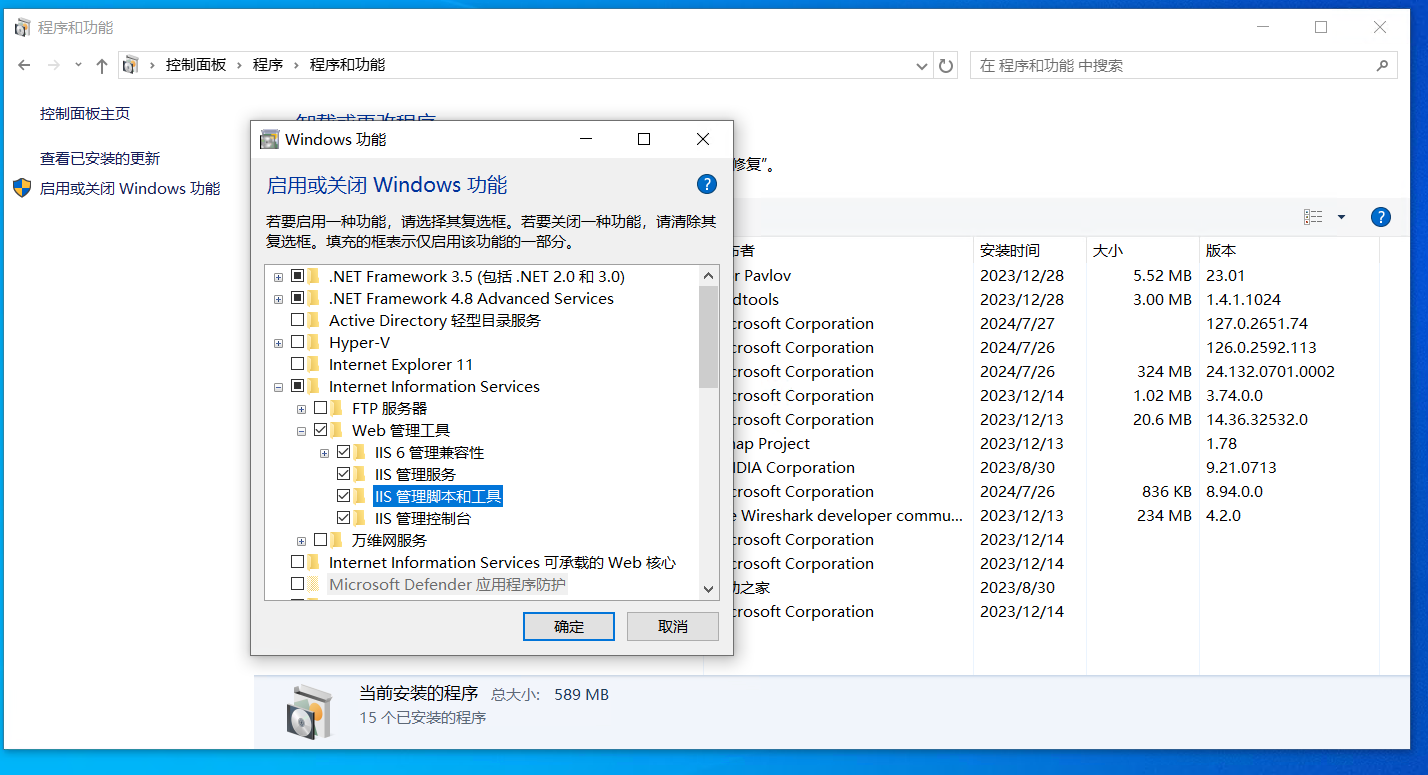 程序和功能
控制面板 › 程序 › 程序和功能
在 程序和功能 中搜索
控制面板主页
查看已安装的更新
启用或关闭 Windows 功能
卸载或更改程序
修复”。
Windows 功能
启用或关闭 Windows 功能
若要启用一种功能，请选择其复选框。若要关闭一种功能，请清除其
复选框。填充的框表示仅启用该功能的一部分。
.NET Framework 3.5 (包括 .NET 2.0 和 3.0)
.NET Framework 4.8 Advanced Services
Active Directory 轻型目录服务
Hyper-V
Internet Explorer 11
Internet Information Services
FTP 服务器
Web 管理工具
IIS 6 管理兼容性
IIS 管理服务
IIS 管理脚本和工具
IIS 管理控制台
万维网服务
Internet Information Services 可承载的 Web 核心
Microsoft Defender 应用程序防护
确定 取消
者 安装时间 大小 版本
r Pavlov 2023/12/28 5.52 MB 23.01
dtools 2023/12/28 3.00 MB 1.4.1.1024
crosoft Corporation 2024/7/27 127.0.2651.74
crosoft Corporation 2024/7/26 126.0.2592.113
crosoft Corporation 2024/7/26 324 MB 24.132.0701.0002
crosoft Corporation 2023/12/14 1.02 MB 3.74.0.0
crosoft Corporation 2023/12/13 20.6 MB 14.36.32532.0
ap Project 2023/12/13 1.78
IDIA Corporation 2023/8/30 9.21.0713
crosoft Corporation 2024/7/26 836 KB 8.94.0.0
e Wireshark developer commu... 2023/12/13 234 MB 4.2.0
crosoft Corporation 2023/12/14
crosoft Corporation 2023/12/14
之家 2023/8/30
crosoft Corporation 2023/12/14
当前安装的程序 总大小: 589 MB
15 个已安装的程序